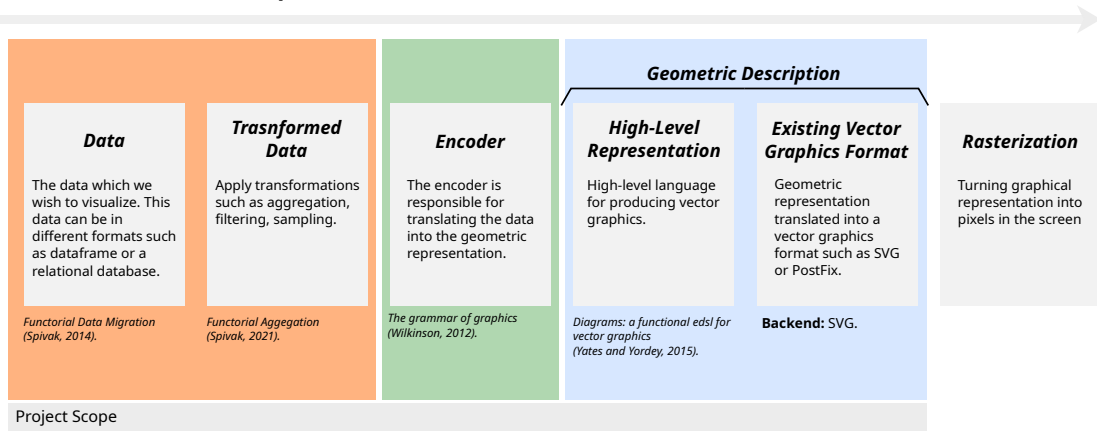 Geometric Description
Data
The data which we
wish to visualize. This
data can be in
different formats such
as dataframe or a
relational database.
Functorial Data Migration
(Spivak, 2014).
Trasnformed
Data
Apply transformations
such as aggregation,
filtering, sampling.
Functorial Aggegation
(Spivak, 2021).
Encoder
The encoder is
responsible for
translating the data
into the geometric
representation.
The grammar of graphics
(Wilkinson, 2012).
High-Level
Representation
High-level language
for producing vector
graphics.
Diagrams: a functional edsl for
vector graphics
(Yates and Yordey, 2015).
Existing Vector
Graphics Format
Geometric
representation
translated into a
vector graphics
format such as SVG
or PostFix.
Backend: SVG.
Rasterization
Turning graphical
representation into
pixels in the screen
Project Scope